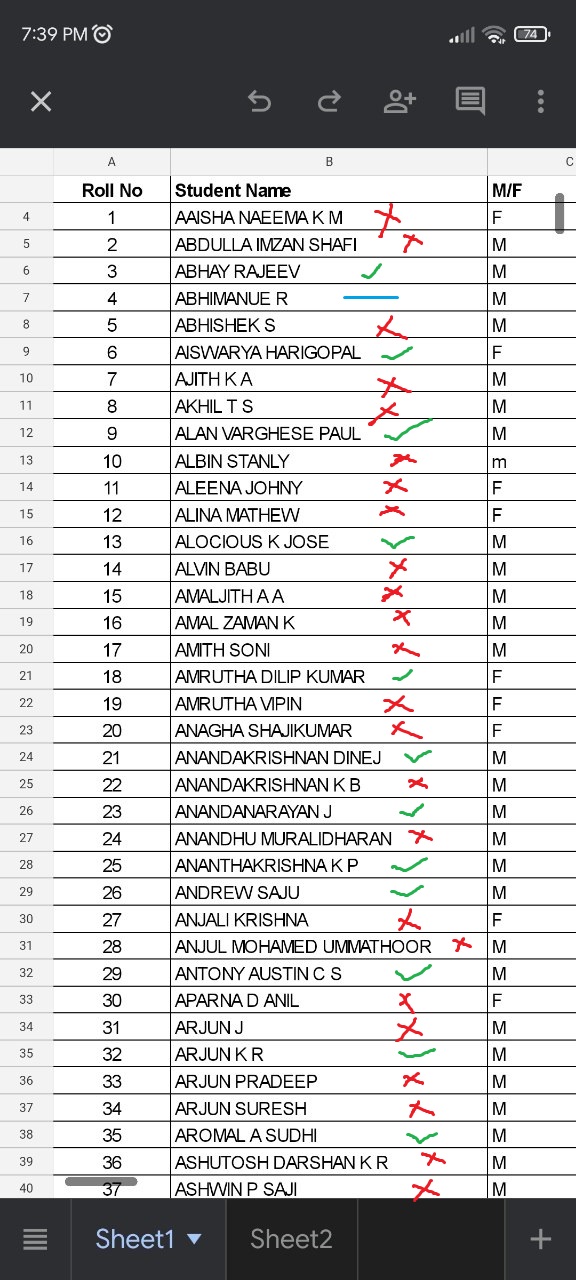 7:39 PM 74
A B C
Roll No Student Name M/F
4 1 AAISHA NAEEMA K M F
5 2 ABDULLA IMZAN SHAFI M
6 3 ABHAY RAJEEV M
7 4 ABHIMANUE R M
8 5 ABHISHEK S M
9 6 AISWARYA HARIGOPAL F
10 7 AJITH K A M
11 8 AKHIL T S M
12 9 ALAN VARGHESE PAUL M
13 10 ALBIN STANLY m
14 11 ALEENA JOHNY F
15 12 ALINA MATHEW F
16 13 ALOCIOUS K JOSE M
17 14 ALVIN BABU M
18 15 AMALJITH A A M
19 16 AMAL ZAMAN K M
20 17 AMITH SONI M
21 18 AMRUTHA DILIP KUMAR F
22 19 AMRUTHA VIPIN F
23 20 ANAGHA SHAJIKUMAR F
24 21 ANANDAKRISHNAN DINEJ M
25 22 ANANDAKRISHNAN K B M
26 23 ANANDANARAYAN J M
27 24 ANANDHU MURALIDHARAN M
28 25 ANANTHAKRISHNA K P M
29 26 ANDREW SAJU M
30 27 ANJALI KRISHNA F
31 28 ANJUL MOHAMED UMMATHOOR M
32 29 ANTONY AUSTIN C S M
33 30 APARNA D ANIL F
34 31 ARJUN J M
35 32 ARJUN K R M
36 33 ARJUN PRADEEP M
37 34 ARJUN SURESH M
38 35 AROMAL A SUDHI M
39 36 ASHUTOSH DARSHAN K R M
40 37 ASHWIN P SAJI M
Sheet1 Sheet2